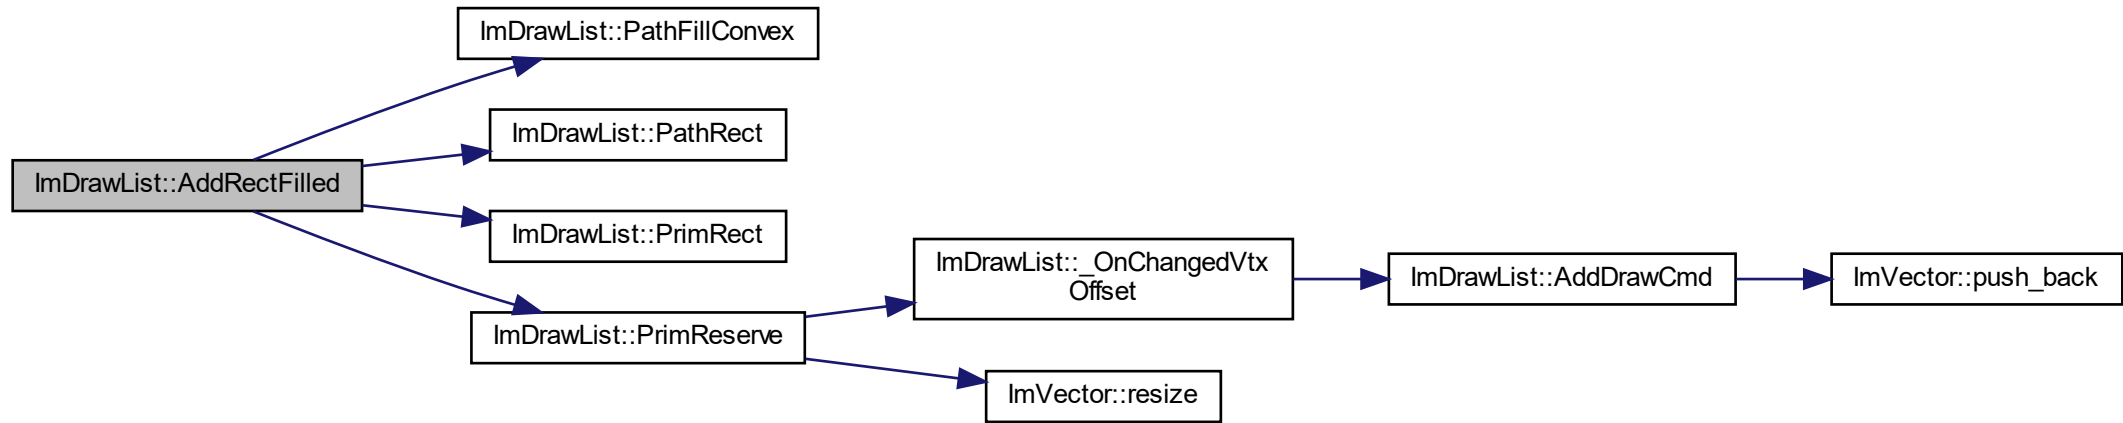 ImDrawList::PathFillConvex
ImDrawList::PathRect
ImDrawList::AddRectFilled
ImDrawList::PrimRect
ImDrawList::_OnChangedVtx
Offset
ImDrawList::AddDrawCmd
ImVector::push_back
ImDrawList::PrimReserve
ImVector::resize